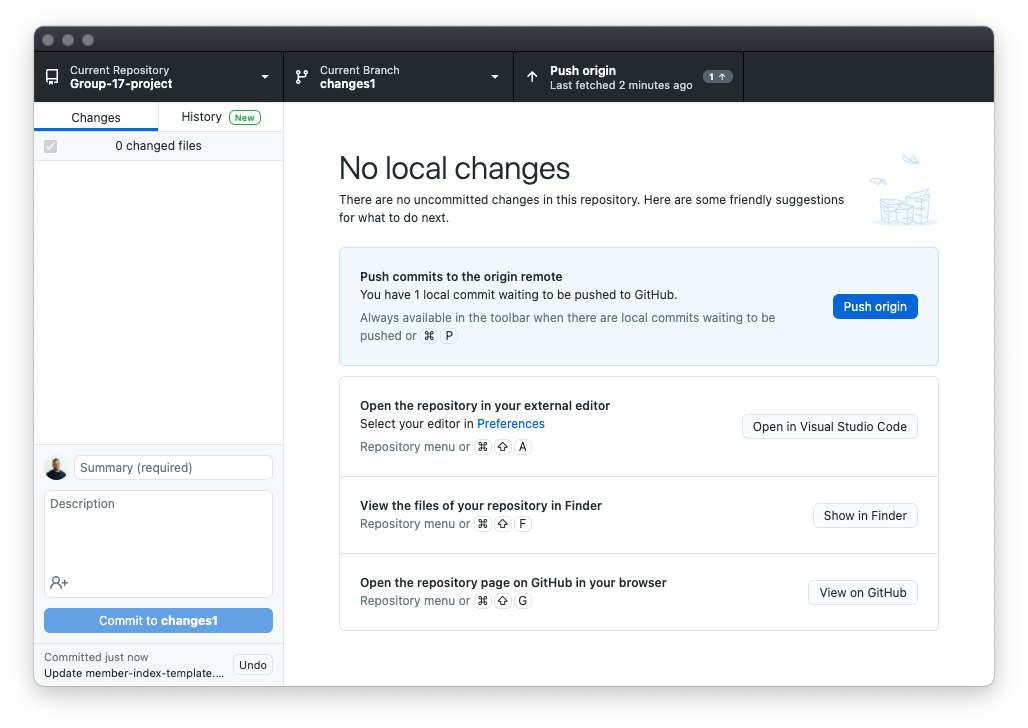 Current Repository
Group-17-project
Current Branch
changes1
Push origin
Last fetched 2 minutes ago
1 ↑
Changes
History New
0 changed files
No local changes
There are no uncommitted changes in this repository. Here are some friendly suggestions
for what to do next.
Push commits to the origin remote
You have 1 local commit waiting to be pushed to GitHub.
Always available in the toolbar when there are local commits waiting to be
pushed or ⌘ P
Push origin
Open the repository in your external editor
Select your editor in Preferences
Repository menu or ⌘ ⇧ A
Open in Visual Studio Code
View the files of your repository in Finder
Repository menu or ⌘ ⇧ F
Show in Finder
Open the repository page on GitHub in your browser
Repository menu or ⌘ ⇧ G
View on GitHub
Summary (required)
Description
Commit to changes1
Committed just now
Update member-index-template....
Undo